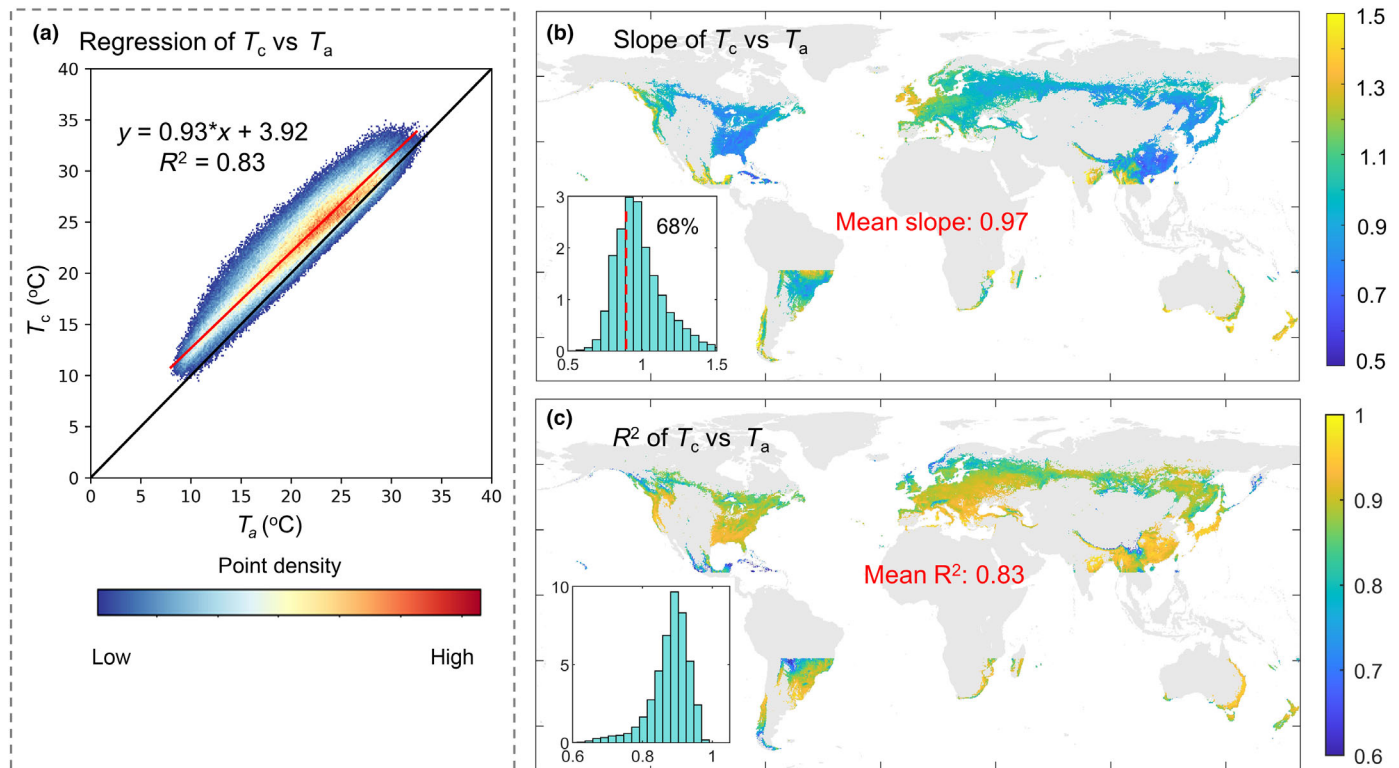 (a) Regression of Tc vs Ta
40
35
30
25
20
15
10
5
0
y = 0.93*x + 3.92
R² = 0.83
Tc (°C)
0 5 10 15 20 25 30 35 40
Ta (°C)
Point density
Low High
(b) Slope of Tc vs Ta
3
2
1
0
68%
0.5 1 1.5
Mean slope: 0.97
1.5
1.3
1.1
0.9
0.7
0.5
(c) R² of Tc vs Ta
10
5
0
0.6 0.8 1
Mean R²: 0.83
1
0.9
0.8
0.7
0.6